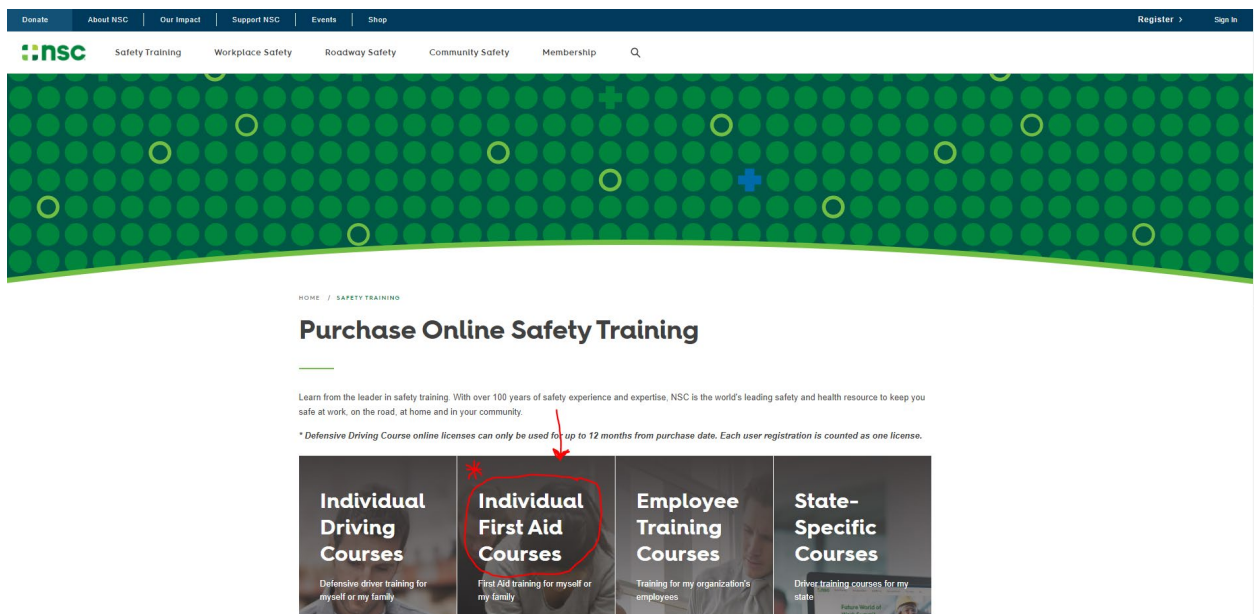 Donate About NSC Our Impact Support NSC Events Shop Register > Sign In
nsc Safety Training Workplace Safety Roadway Safety Community Safety Membership
HOME / SAFETY TRAINING
Purchase Online Safety Training
Learn from the leader in safety training. With over 100 years of safety experience and expertise, NSC is the world's leading safety and health resource to keep you
safe at work, on the road, at home and in your community.
* Defensive Driving Course online licenses can only be used for up to 12 months from purchase date. Each user registration is counted as one license.
Individual
Driving
Courses
Defensive driver training for
myself or my family
*
Individual
First Aid
Courses
First Aid training for myself or
my family
Employee
Training
Courses
Training for my organization's
employees
State-
Specific
Courses
Driver training courses for my
state
Future World of